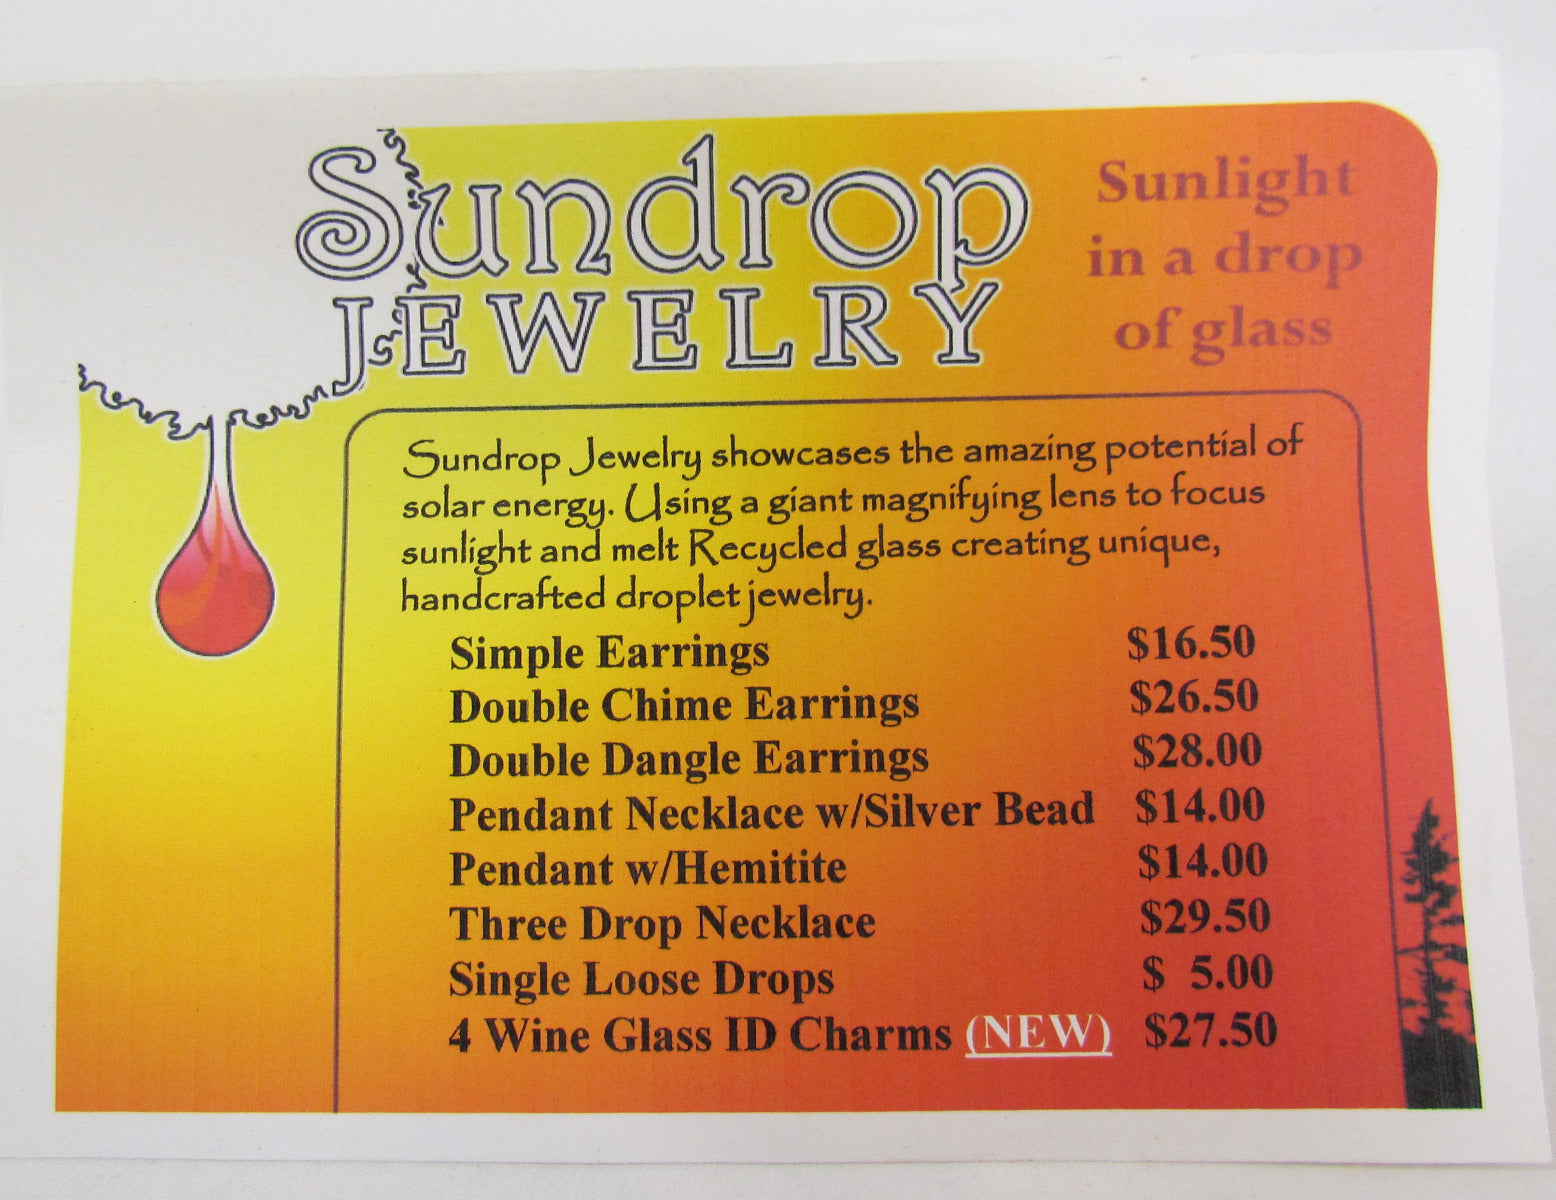 Sundrop
JEWELRY
Sunlight
in a drop
of glass
Sundrop Jewelry showcases the amazing potential of
solar energy. Using a giant magnifying lens to focus
sunlight and melt Recycled glass creating unique,
handcrafted droplet jewelry.
Simple Earrings $16.50
Double Chime Earrings $26.50
Double Dangle Earrings $28.00
Pendant Necklace w/Silver Bead $14.00
Pendant w/Hemitite $14.00
Three Drop Necklace $29.50
Single Loose Drops $ 5.00
4 Wine Glass ID Charms (NEW) $27.50